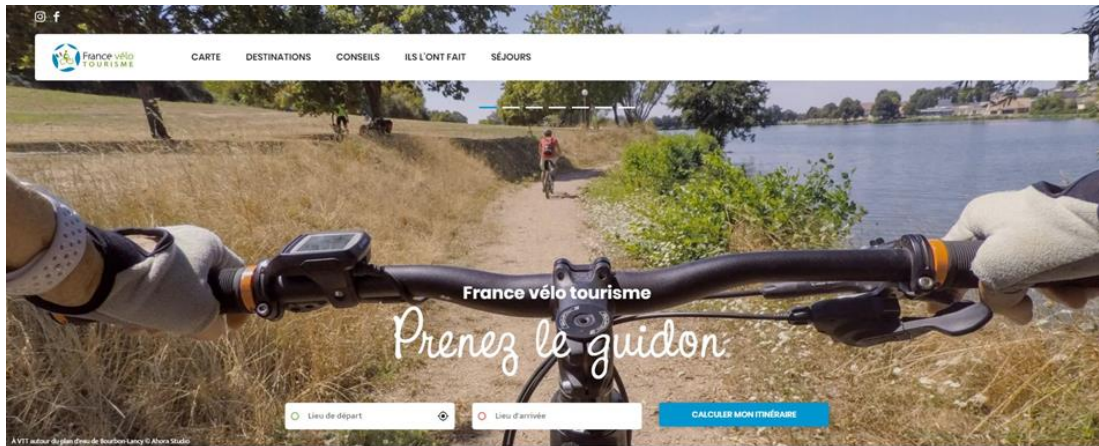 France vélo
TOURISME
CARTE DESTINATIONS CONSEILS ILS L'ONT FAIT SÉJOURS
France vélo tourisme
Prenez le guidon
Lieu de départ Lieu d'arrivée CALCULER MON ITINÉRAIRE
À VTT autour du plan d'eau de Bourbon-Lancy © Ahora Studio